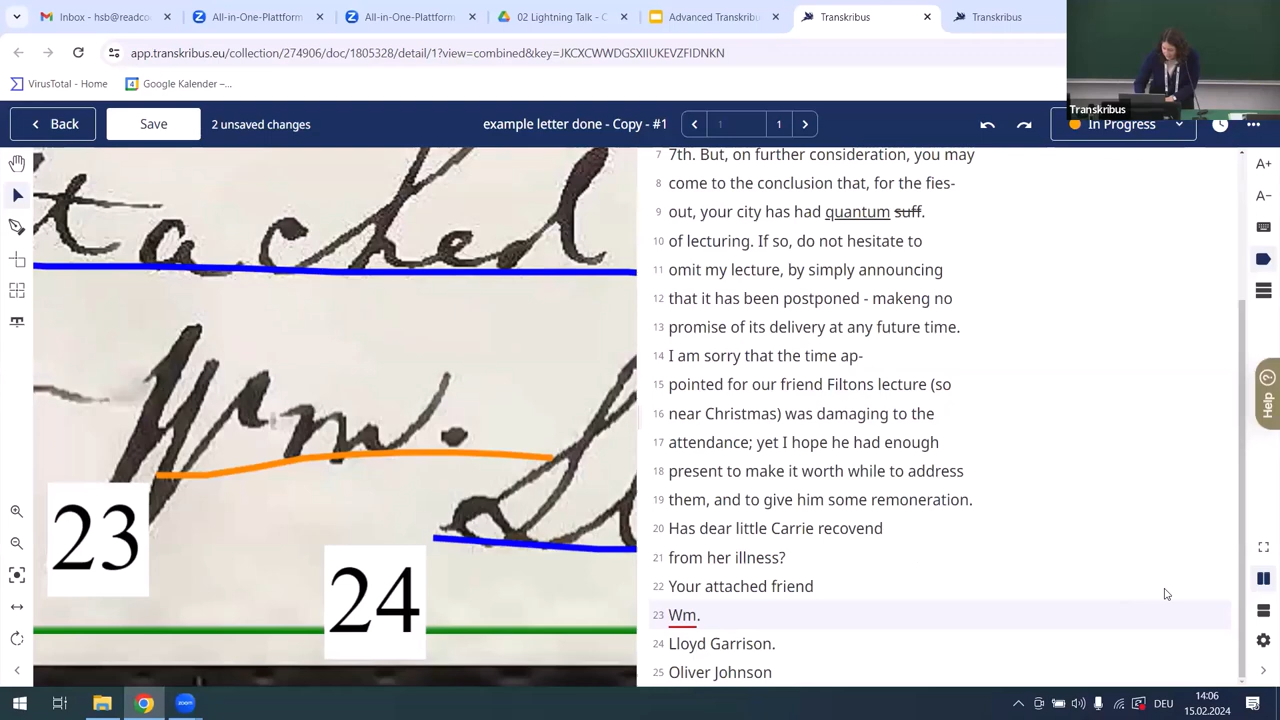 Inbox - hsb@readcc
All-in-One-Plattform
All-in-One-Plattform
02 Lightning Talk - C
Advanced Transkribu
Transkribus
Transkribus
app.transkribus.eu/collection/274906/doc/1805328/detail/1?view=combined&key=JKCXCWWDGSXIIUKEVZFIDNKN
VirusTotal - Home
Google Kalender –...
Transkribus
Back
Save
2 unsaved changes
example letter done - Copy - #1
1
1
In Progress
tached
Wm.
23
24
7 7th. But, on further consideration, you may
8 come to the conclusion that, for the fies-
9 out, your city has had quantum suff.
10 of lecturing. If so, do not hesitate to
11 omit my lecture, by simply announcing
12 that it has been postponed - makeng no
13 promise of its delivery at any future time.
14 I am sorry that the time ap-
15 pointed for our friend Filtons lecture (so
16 near Christmas) was damaging to the
17 attendance; yet I hope he had enough
18 present to make it worth while to address
19 them, and to give him some remoneration.
20 Has dear little Carrie recovend
21 from her illness?
22 Your attached friend
23 Wm.
24 Lloyd Garrison.
25 Oliver Johnson
A+
A-
Help
DEU
14:06
15.02.2024